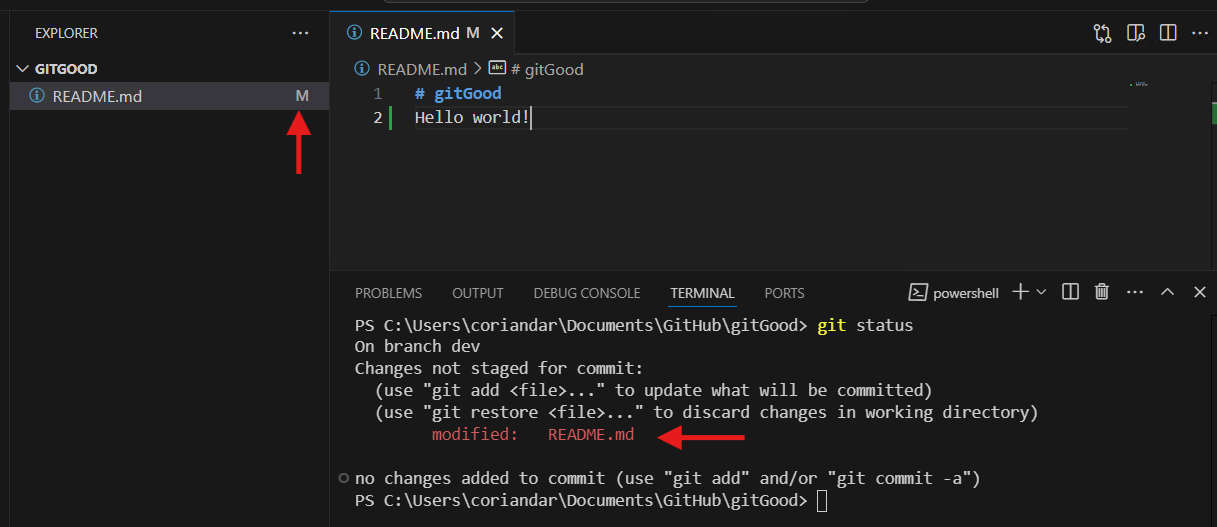 EXPLORER
GITGOOD
README.md M
README.md M
README.md > # gitGood
1 # gitGood
2 Hello world!
PROBLEMS OUTPUT DEBUG CONSOLE TERMINAL PORTS powershell
PS C:\Users\coriandar\Documents\GitHub\gitGood> git status
On branch dev
Changes not staged for commit:
  (use "git add <file>..." to update what will be committed)
  (use "git restore <file>..." to discard changes in working directory)
        modified:   README.md
no changes added to commit (use "git add" and/or "git commit -a")
PS C:\Users\coriandar\Documents\GitHub\gitGood>